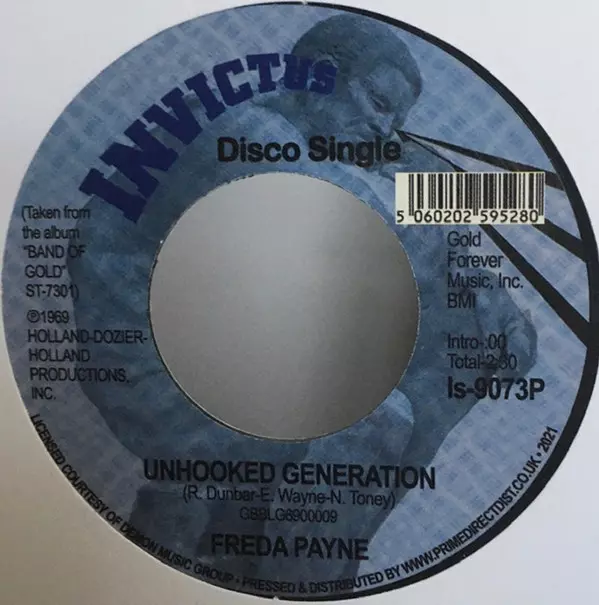 INVICTUS
Disco Single
(Taken from
the album
"BAND OF
GOLD"
ST-7301)
℗1969
HOLLAND-DOZIER-
HOLLAND
PRODUCTIONS,
INC.
5 060202 595280
Gold
Forever
Music, Inc.
BMI
Intro-:00
Total-2:30
Is-9073P
UNHOOKED GENERATION
(R. Dunbar-E. Wayne-N. Toney)
GBBLG6900009
FREDA PAYNE
LICENSED COURTESY OF DEMON MUSIC GROUP • PRESSED & DISTRIBUTED BY WWW.PRIMEDIRECTDIST.CO.UK • 2021